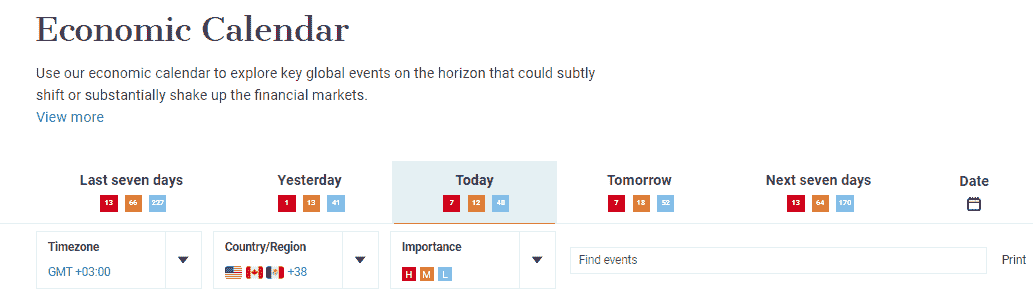 Economic Calendar
Use our economic calendar to explore key global events on the horizon that could subtly
shift or substantially shake up the financial markets.
View more
Last seven days Yesterday Today Tomorrow Next seven days Date
13 66 227 1 13 41 7 12 48 7 18 52 13 64 170
Timezone Country/Region Importance
Find events Print
GMT +03:00 +38 H M L